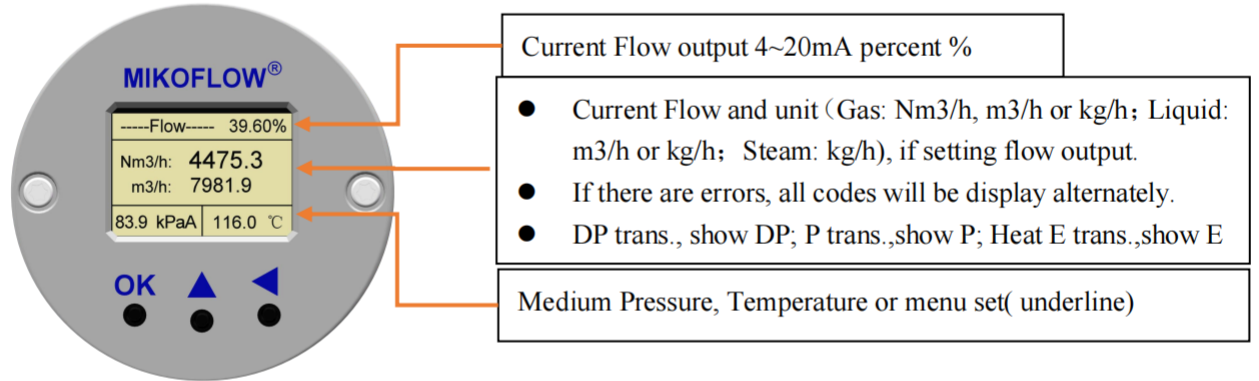 MIKOFLOW®
-----Flow----- 39.60%
Nm3/h: 4475.3
m3/h: 7981.9
83.9 kPaA 116.0 ℃
OK
Current Flow output 4~20mA percent %
● Current Flow and unit（Gas: Nm3/h, m3/h or kg/h；Liquid:
m3/h or kg/h；Steam: kg/h), if setting flow output.
● If there are errors, all codes will be display alternately.
● DP trans., show DP; P trans.,show P; Heat E trans.,show E
Medium Pressure, Temperature or menu set( underline)